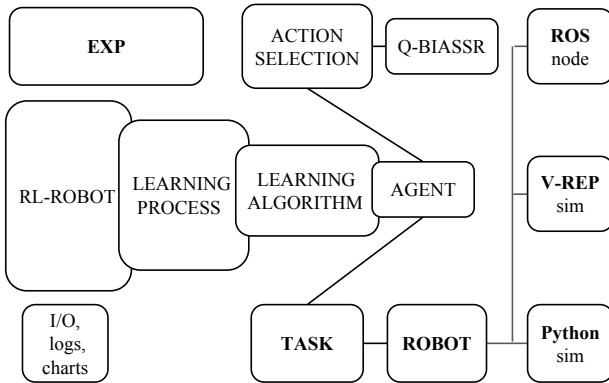 EXP
ACTION
SELECTION
Q-BIASSR
ROS
node
RL-ROBOT
LEARNING
PROCESS
LEARNING
ALGORITHM
AGENT
V-REP
sim
I/O,
logs,
charts
TASK
ROBOT
Python
sim